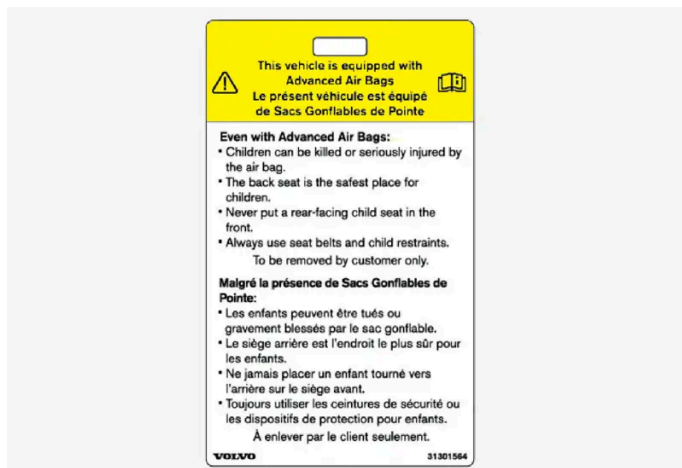 This vehicle is equipped with
Advanced Air Bags
Le présent véhicule est équipé
de Sacs Gonflables de Pointe
Even with Advanced Air Bags:
• Children can be killed or seriously injured by
the air bag.
• The back seat is the safest place for
children.
• Never put a rear-facing child seat in the
front.
• Always use seat belts and child restraints.
To be removed by customer only.
Malgré la présence de Sacs Gonflables de
Pointe:
• Les enfants peuvent être tués ou
gravement blessés par le sac gonflable.
• Le siège arrière est l'endroit le plus sûr pour
les enfants.
• Ne jamais placer un enfant tourné vers
l'arrière sur le siège avant.
• Toujours utiliser les ceintures de sécurité ou
les dispositifs de protection pour enfants.
À enlever par le client seulement.
VOLVO 31301564